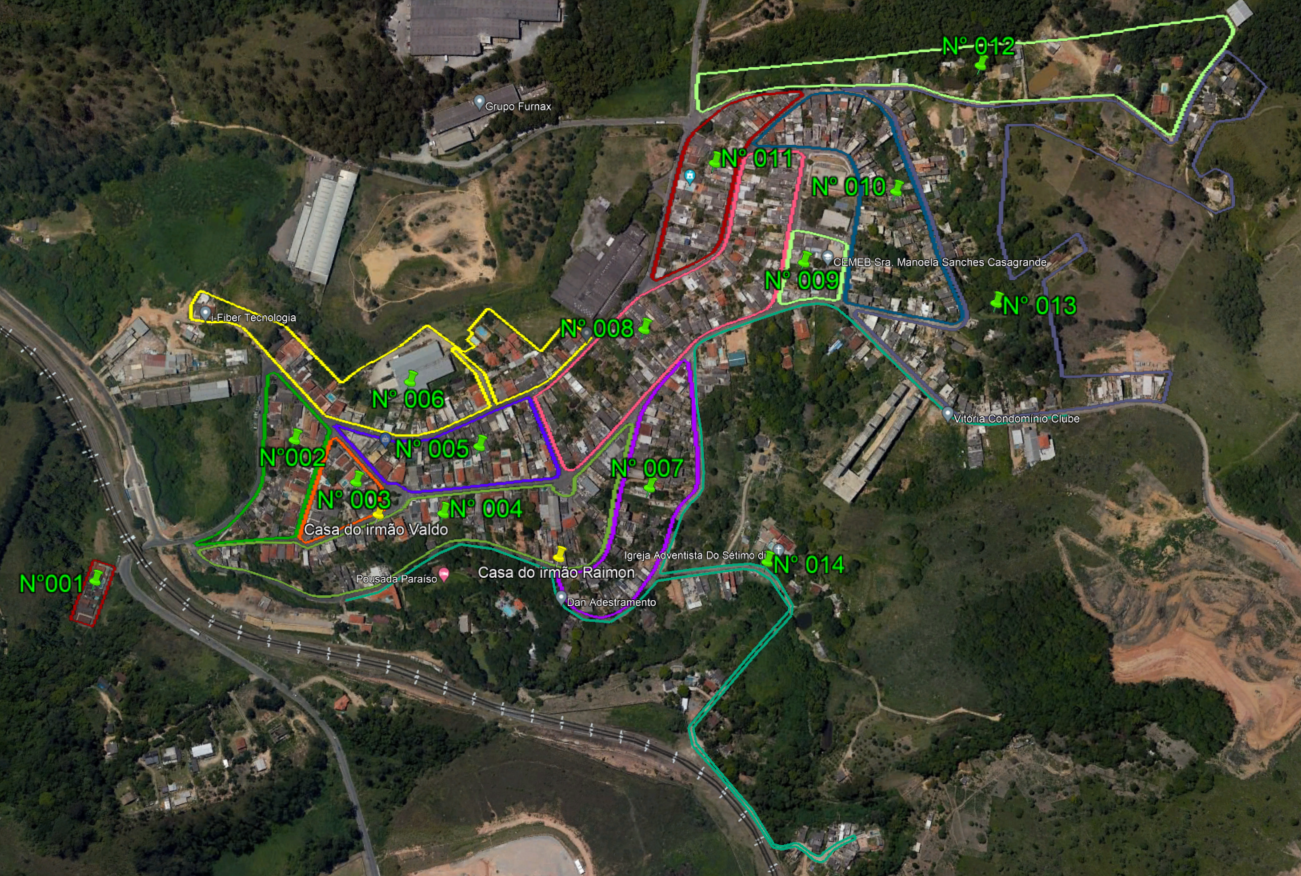 N° 012
Grupo Furnax
N° 011
N° 010
CEMEB Sra. Manoela Sanches Casagrande
N° 009
N° 013
i-Fiber Tecnologia
N° 008
N° 006
Vitória Condomínio Clube
N° 005
N°002
N° 007
N° 003
N° 004
Casa do irmão Valdo
Igreja Adventista Do Sétimo di
N° 014
Casa do irmão Raimon
Pousada Paraíso
N°001
Dan Adestramento